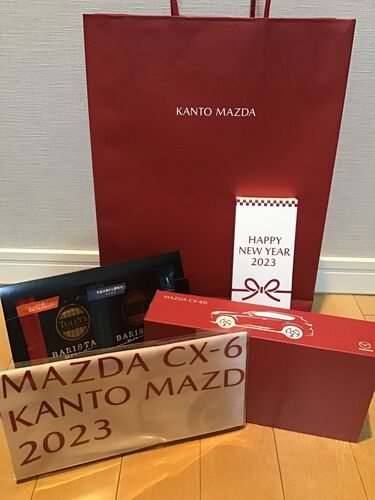 KANTO MAZDA
HAPPY
NEW YEAR
2023
MAZDA CX-60
TULLY'S
BARISTA
BARISTA
MAZDA CX-6
KANTO MAZD
2023